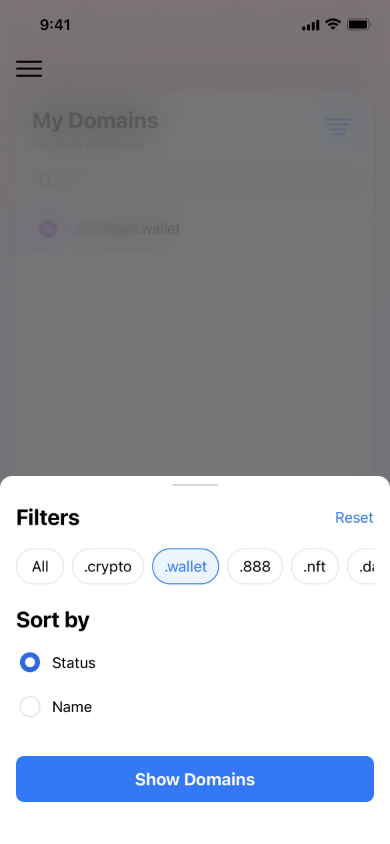 9:41
My Domains
You have 6 domains
.wallet
Filters
Reset
All .crypto .wallet .888 .nft .da
Sort by
Status
Name
Show Domains